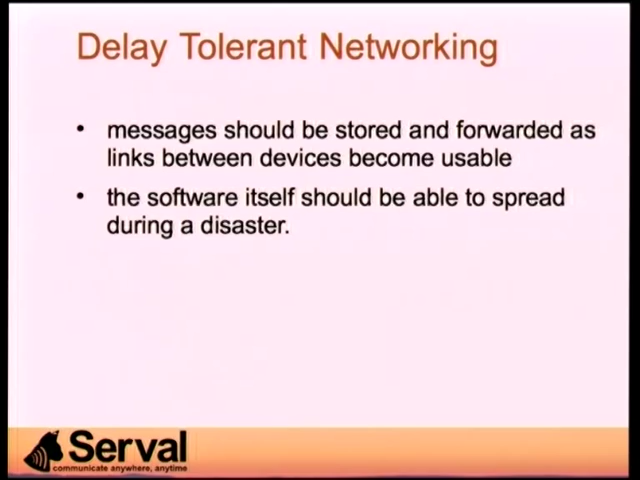 Delay Tolerant Networking
• messages should be stored and forwarded as
links between devices become usable
• the software itself should be able to spread
during a disaster.
Serval
communicate anywhere, anytime